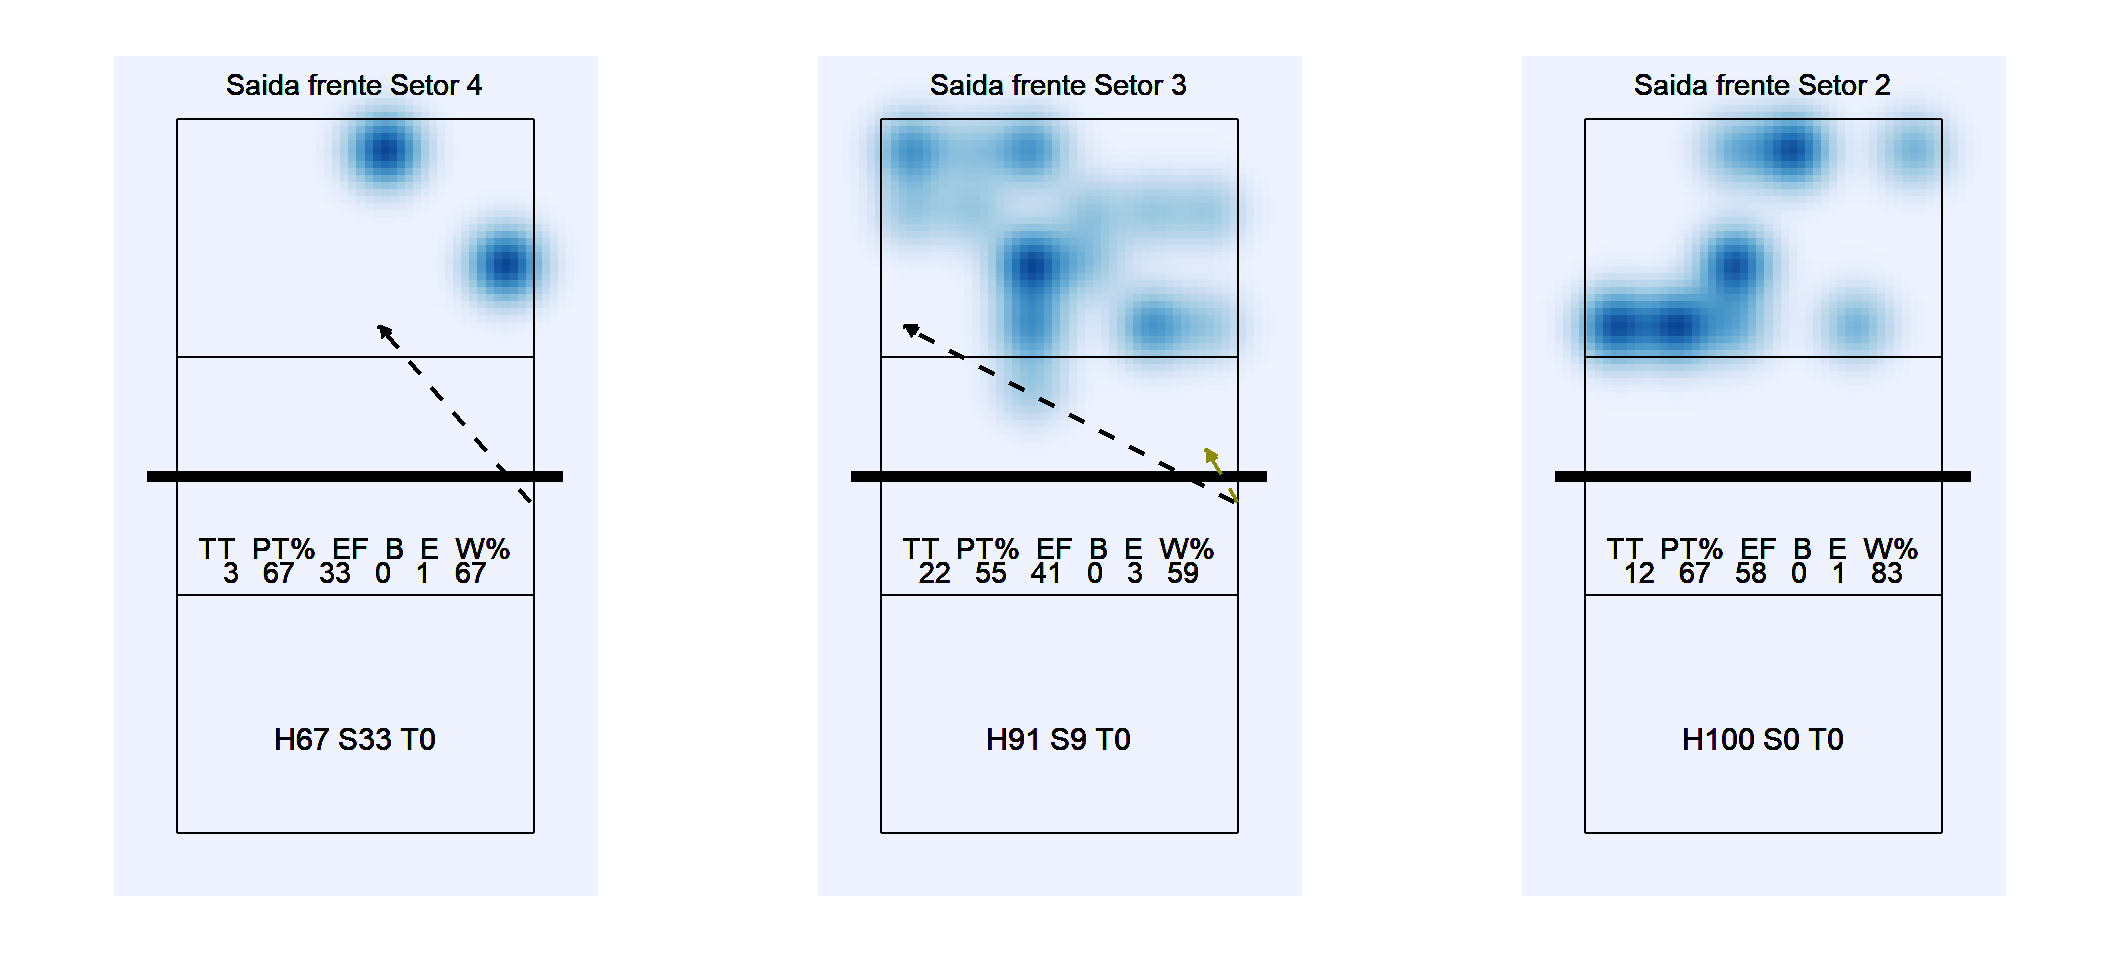 Saida frente Setor 4
TT PT% EF B E W%
3 67 33 0 1 67
H67 S33 T0
Saida frente Setor 3
TT PT% EF B E W%
22 55 41 0 3 59
H91 S9 T0
Saida frente Setor 2
TT PT% EF B E W%
12 67 58 0 1 83
H100 S0 T0